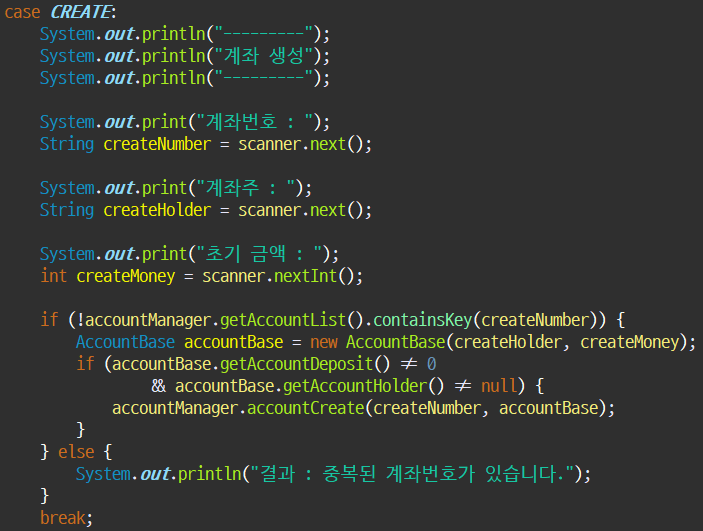 case CREATE:
System.out.println("---------");
System.out.println("계좌 생성");
System.out.println("---------");
System.out.print("계좌번호 : ");
String createNumber = scanner.next();
System.out.print("계좌주 : ");
String createHolder = scanner.next();
System.out.print("초기 금액 : ");
int createMoney = scanner.nextInt();
if (!accountManager.getAccountList().containsKey(createNumber)) {
AccountBase accountBase = new AccountBase(createHolder, createMoney);
if (accountBase.getAccountDeposit() ≠ 0
&& accountBase.getAccountHolder() ≠ null) {
accountManager.accountCreate(createNumber, accountBase);
}
} else {
System.out.println("결과 : 중복된 계좌번호가 있습니다.");
}
break;